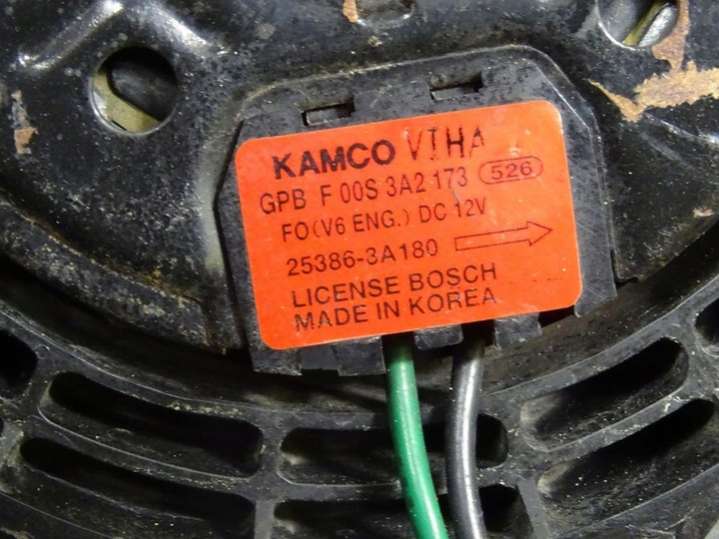 KAMCO VIHA
GPB F 00S 3A2 173 526
FO(V6 ENG.) DC 12V
25386-3A180
LICENSE BOSCH
MADE IN KOREA